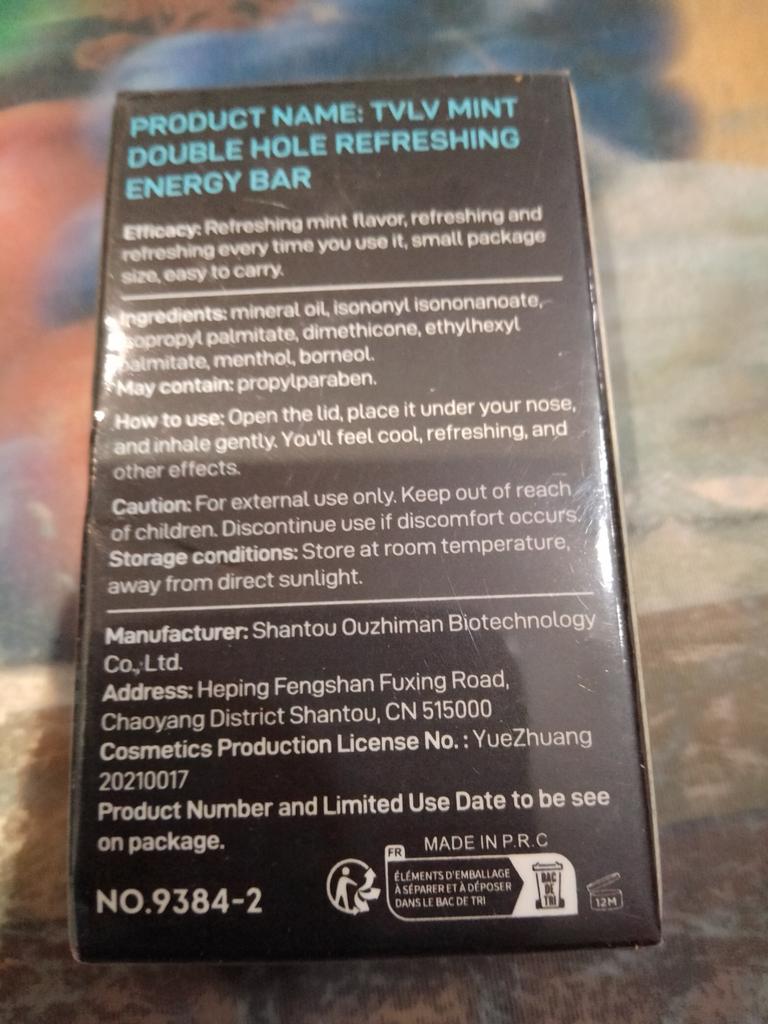 PRODUCT NAME: TVLV MINT
DOUBLE HOLE REFRESHING
ENERGY BAR
Efficacy: Refreshing mint flavor, refreshing and
refreshing every time you use it, small package
size, easy to carry.
Ingredients: mineral oil, isononyl isononanoate,
isopropyl palmitate, dimethicone, ethylhexyl
palmitate, menthol, borneol.
May contain: propylparaben.
How to use: Open the lid, place it under your nose,
and inhale gently. You'll feel cool, refreshing, and
other effects.
Caution: For external use only. Keep out of reach
of children. Discontinue use if discomfort occurs.
Storage conditions: Store at room temperature,
away from direct sunlight.
Manufacturer: Shantou Ouzhiman Biotechnology
Co., Ltd.
Address: Heping Fengshan Fuxing Road,
Chaoyang District Shantou, CN 515000
Cosmetics Production License No. : YueZhuang
20210017
Product Number and Limited Use Date to be see
on package.
MADE IN P.R.C
FR
ÉLÉMENTS D'EMBALLAGE
À SÉPARER ET À DÉPOSER
DANS LE BAC DE TRI
BAC
DE
TRI
12M
NO.9384-2